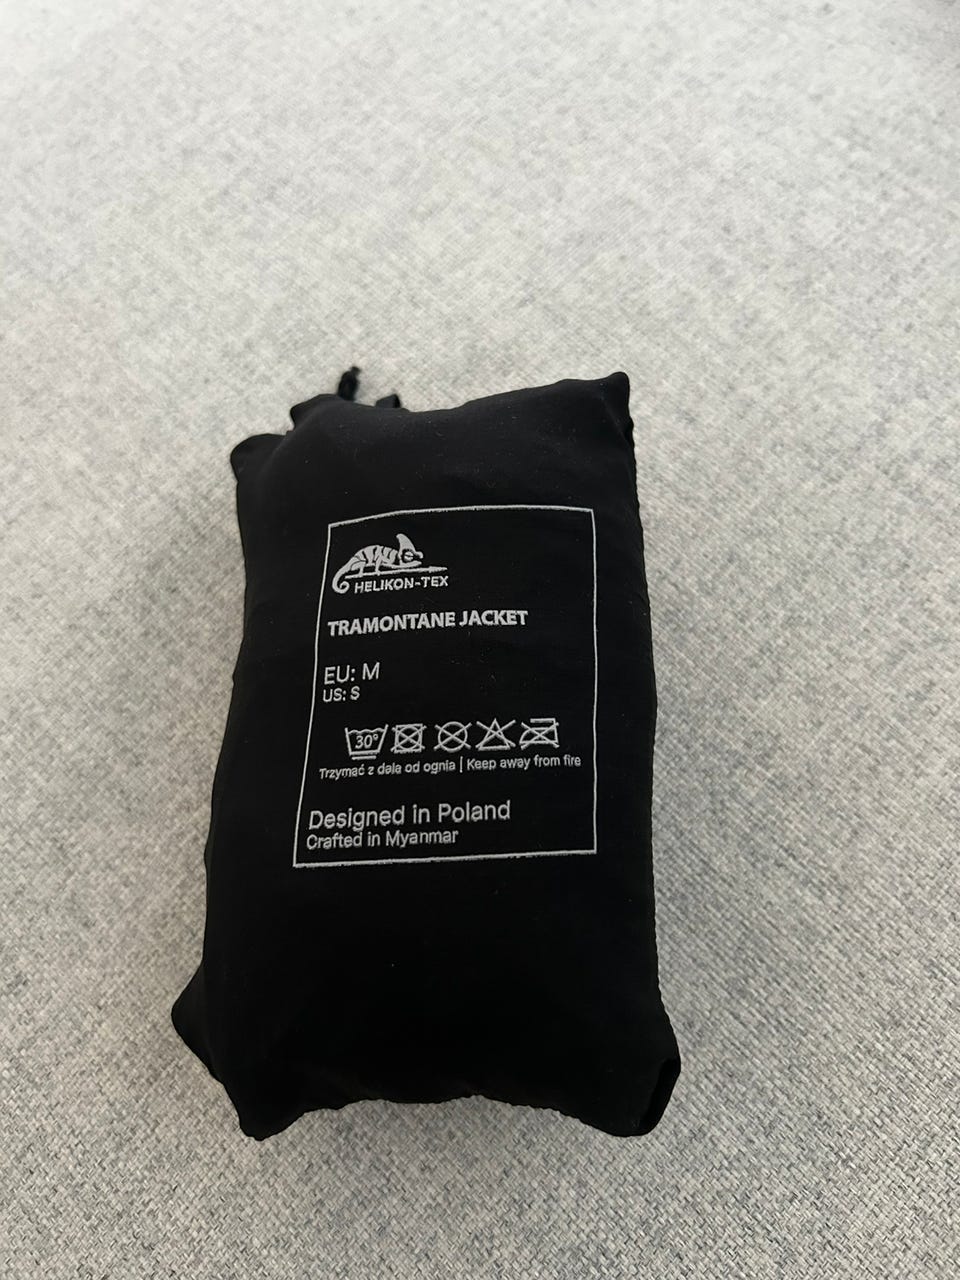 HELIKON-TEX
TRAMONTANE JACKET
EU: M
US: S
30°
Trzymać z dala od ognia | Keep away from fire
Designed in Poland
Crafted in Myanmar